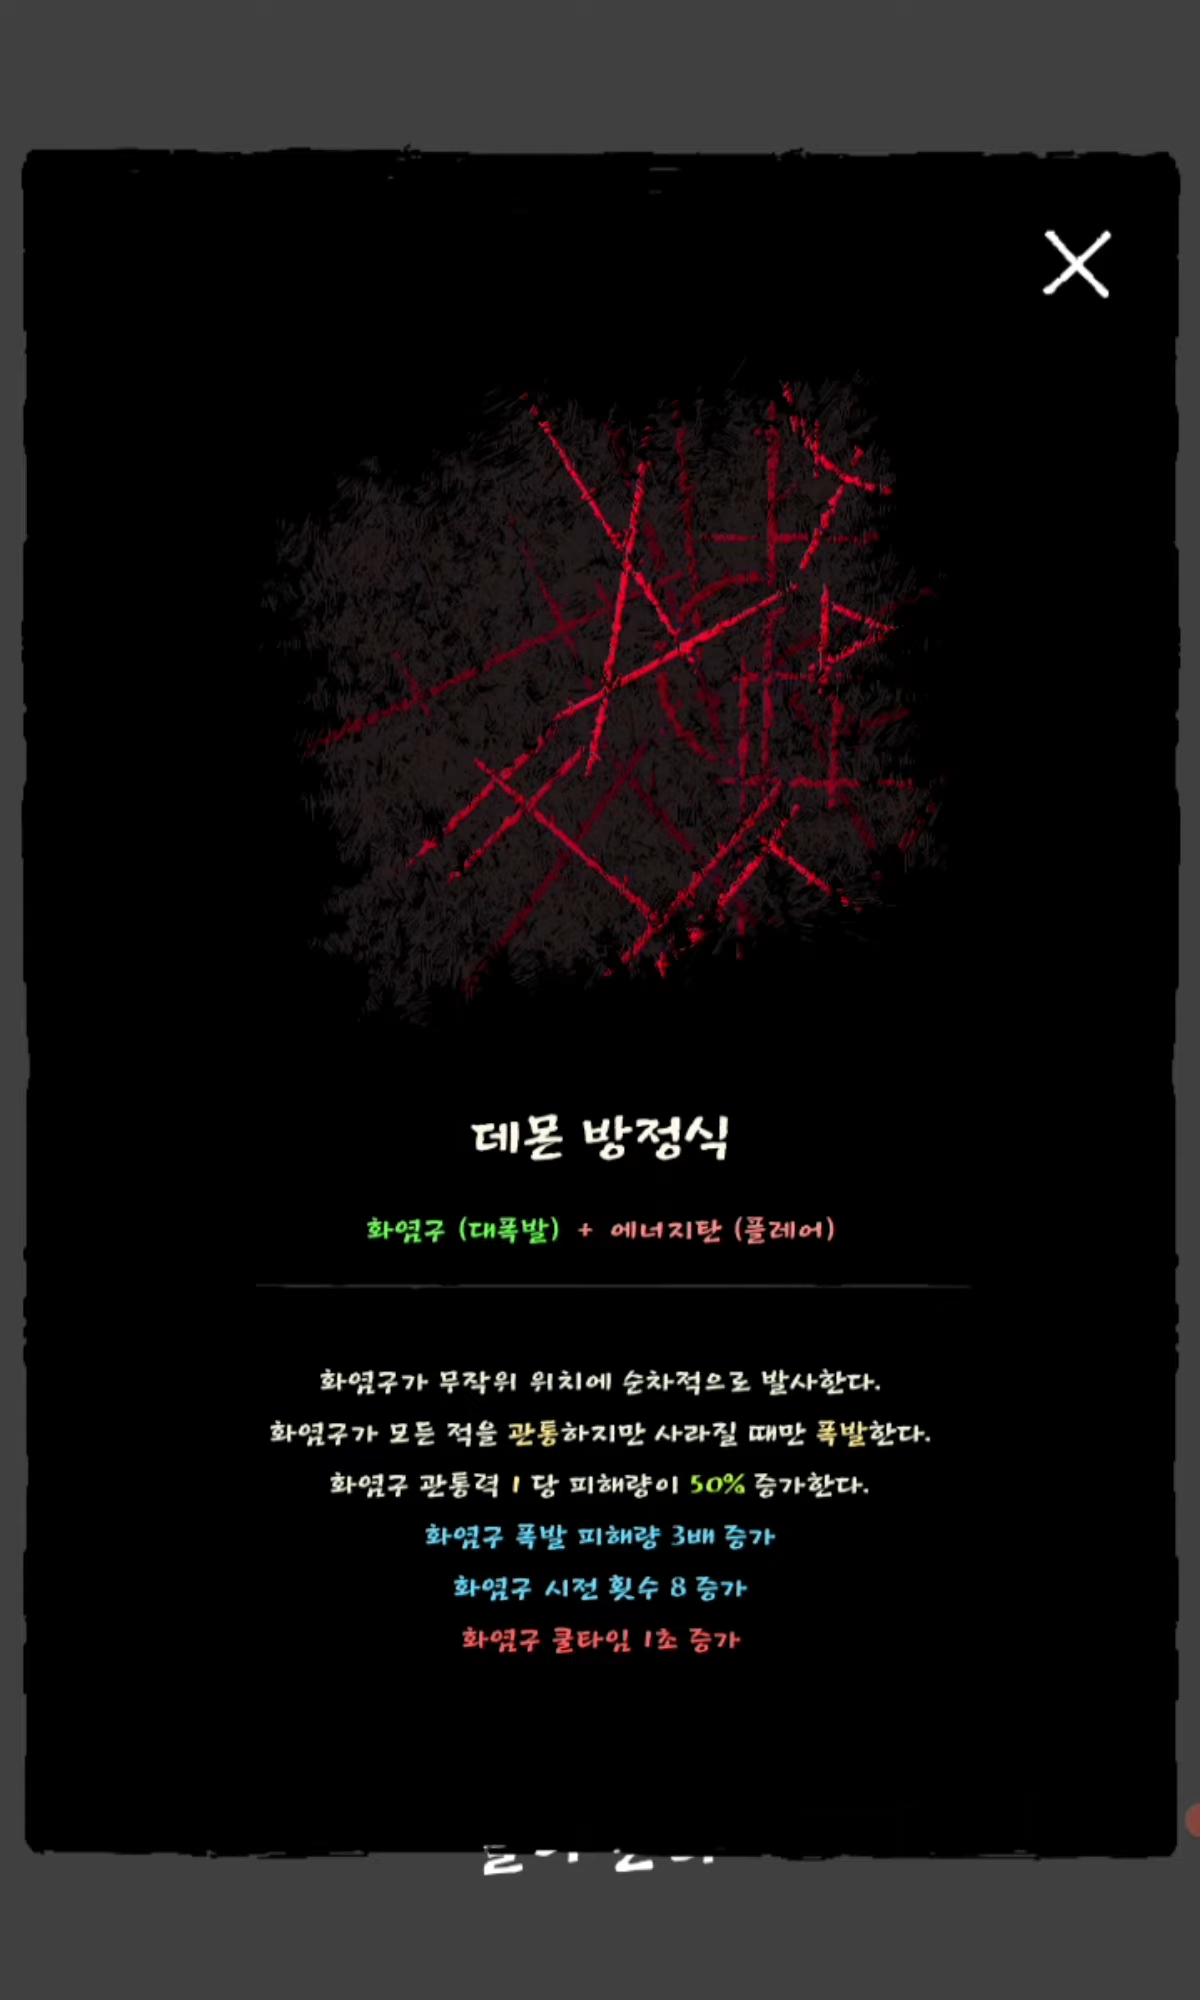 데몬 방정식
화염구 (대폭발) + 에너지탄 (플레어)
화염구가 무작위 위치에 순차적으로 발사한다.
화염구가 모든 적을 관통하지만 사라질 때만 폭발한다.
화염구 관통력 1 당 피해량이 50% 증가한다.
화염구 폭발 피해량 3배 증가
화염구 시전 횟수 8 증가
화염구 쿨타임 1초 증가